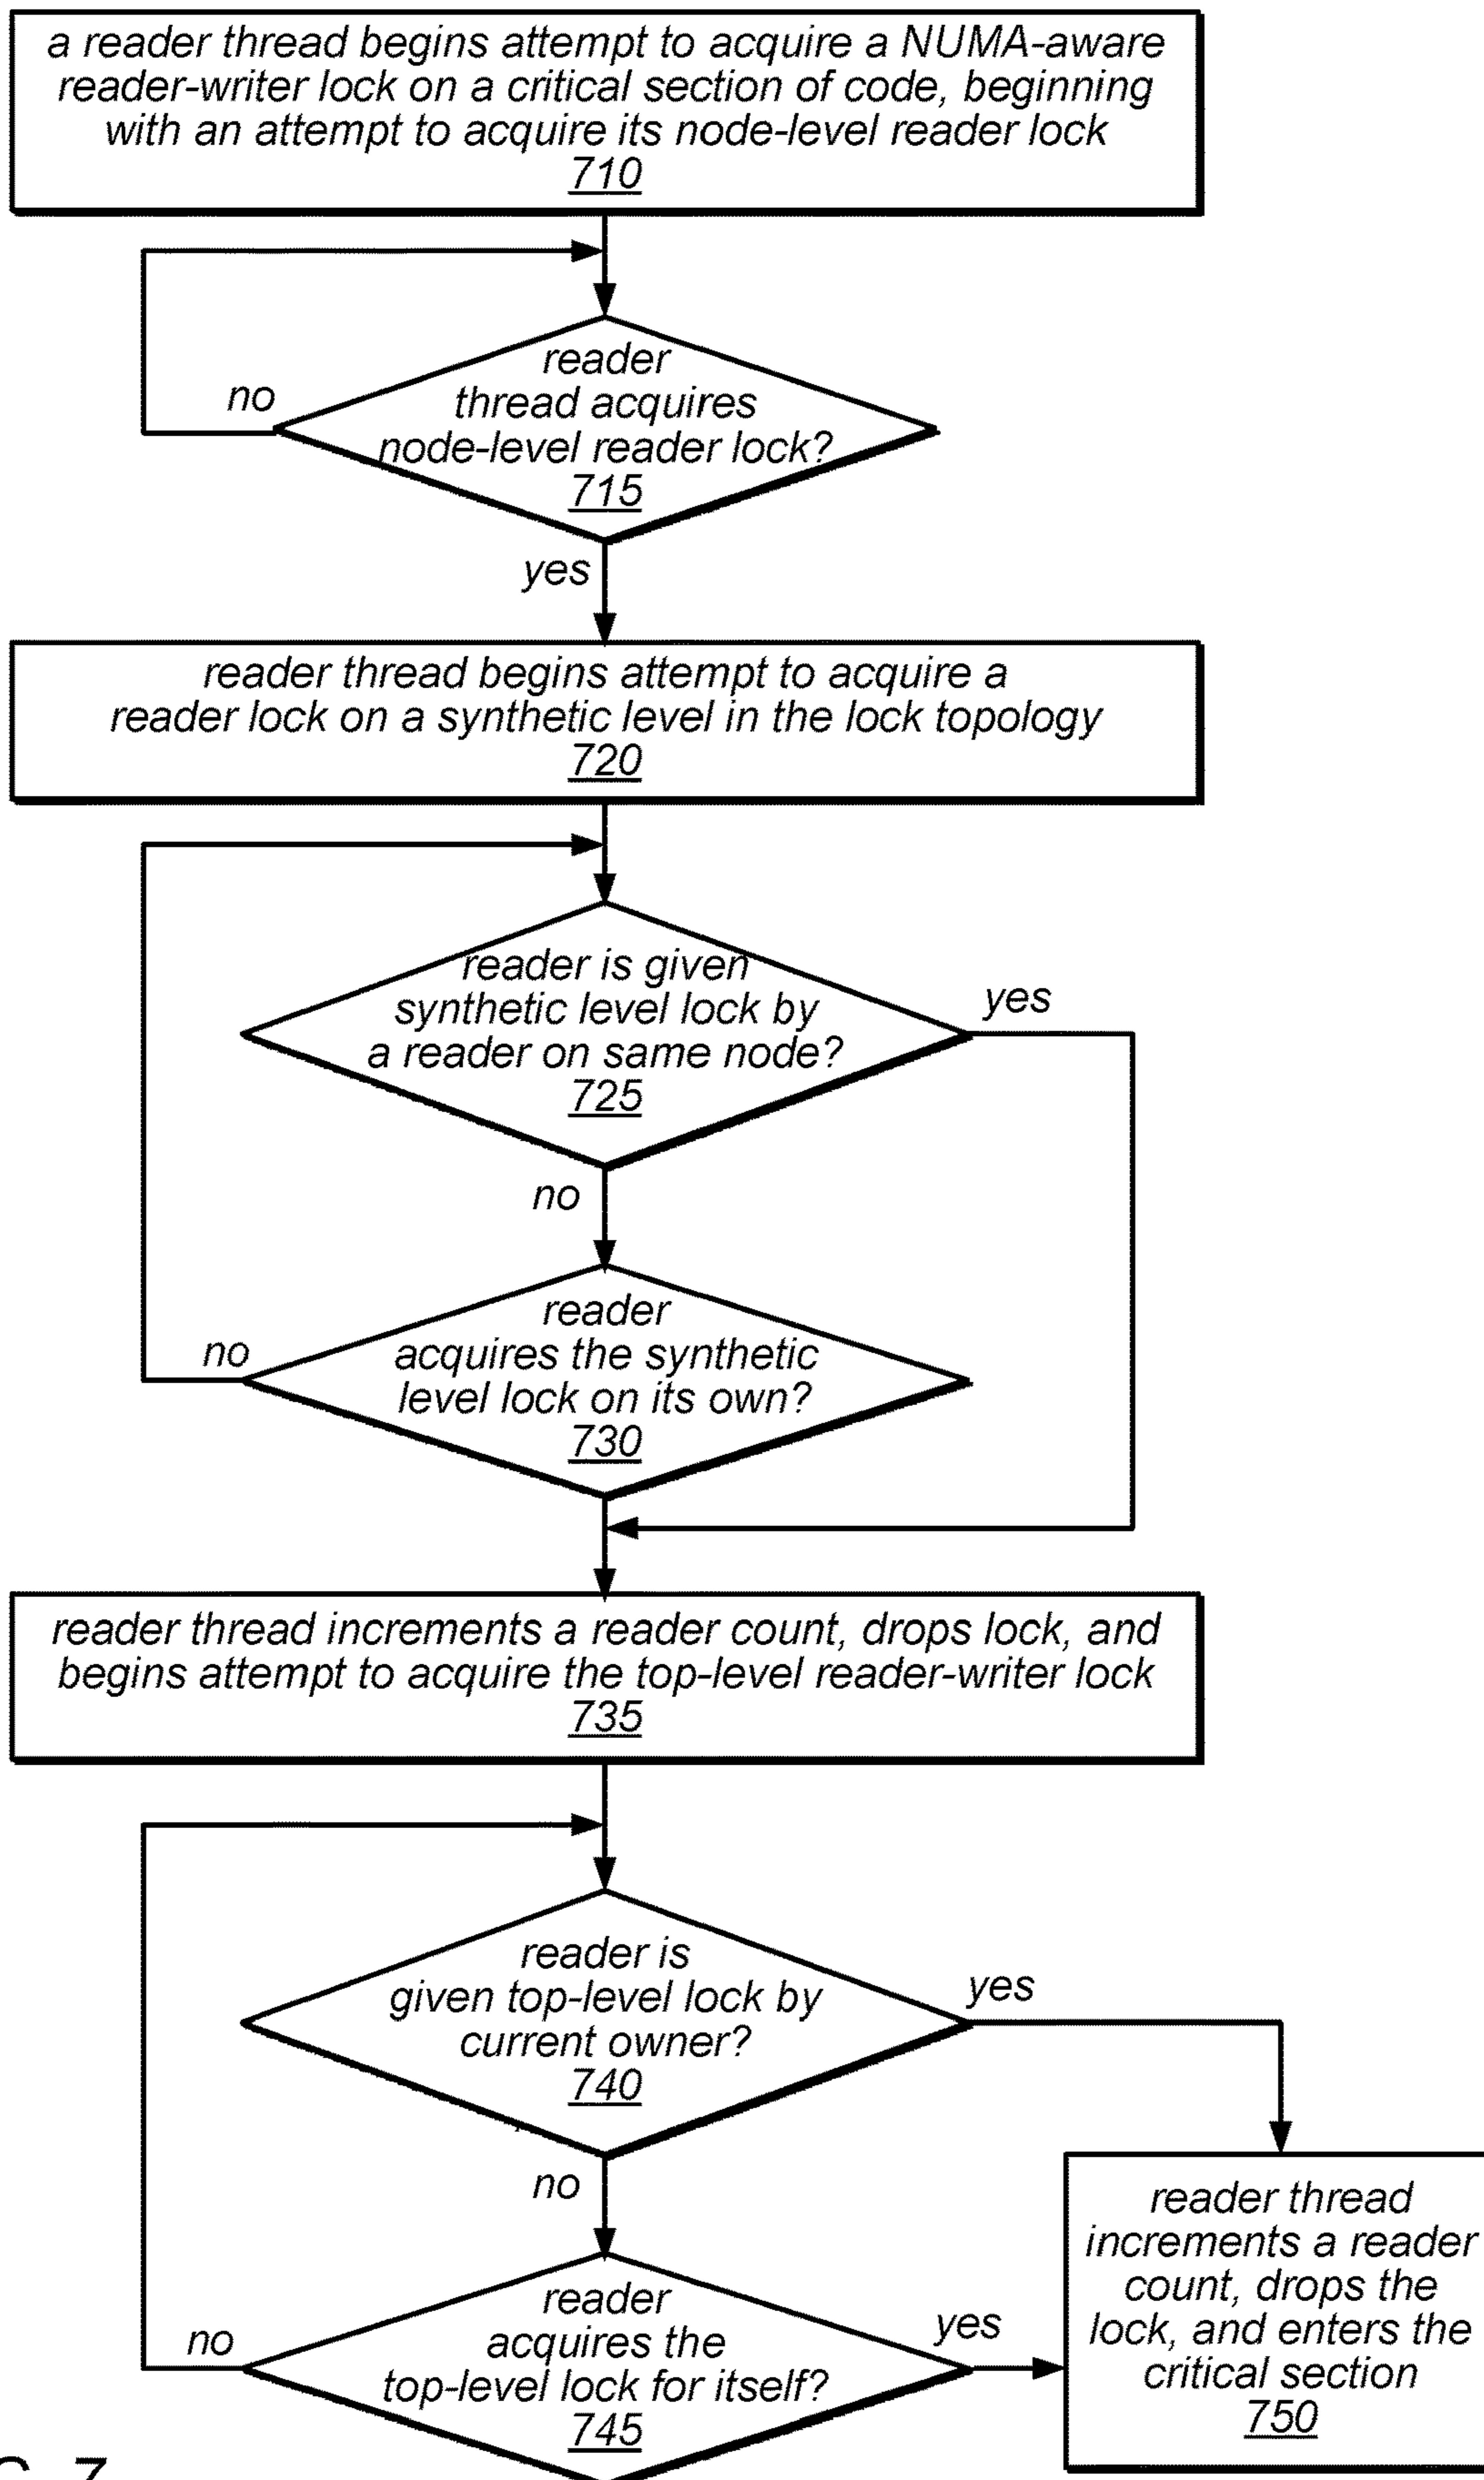 a reader thread begins attempt to acquire a NUMA-aware
reader-writer lock on a critical section of code, beginning
with an attempt to acquire its node-level reader lock
710
no
reader
thread acquires
node-level reader lock?
715
yes
reader thread begins attempt to acquire a
reader lock on a synthetic level in the lock topology
720
reader is given
synthetic level lock by
a reader on same node?
725
yes
no
reader
acquires the synthetic
level lock on its own?
730
no
reader thread increments a reader count, drops lock, and
begins attempt to acquire the top-level reader-writer lock
735
reader is
given top-level lock by
current owner?
740
yes
no
reader
acquires the
top-level lock for itself?
745
no
yes
reader thread
increments a reader
count, drops the
lock, and enters the
critical section
750
7